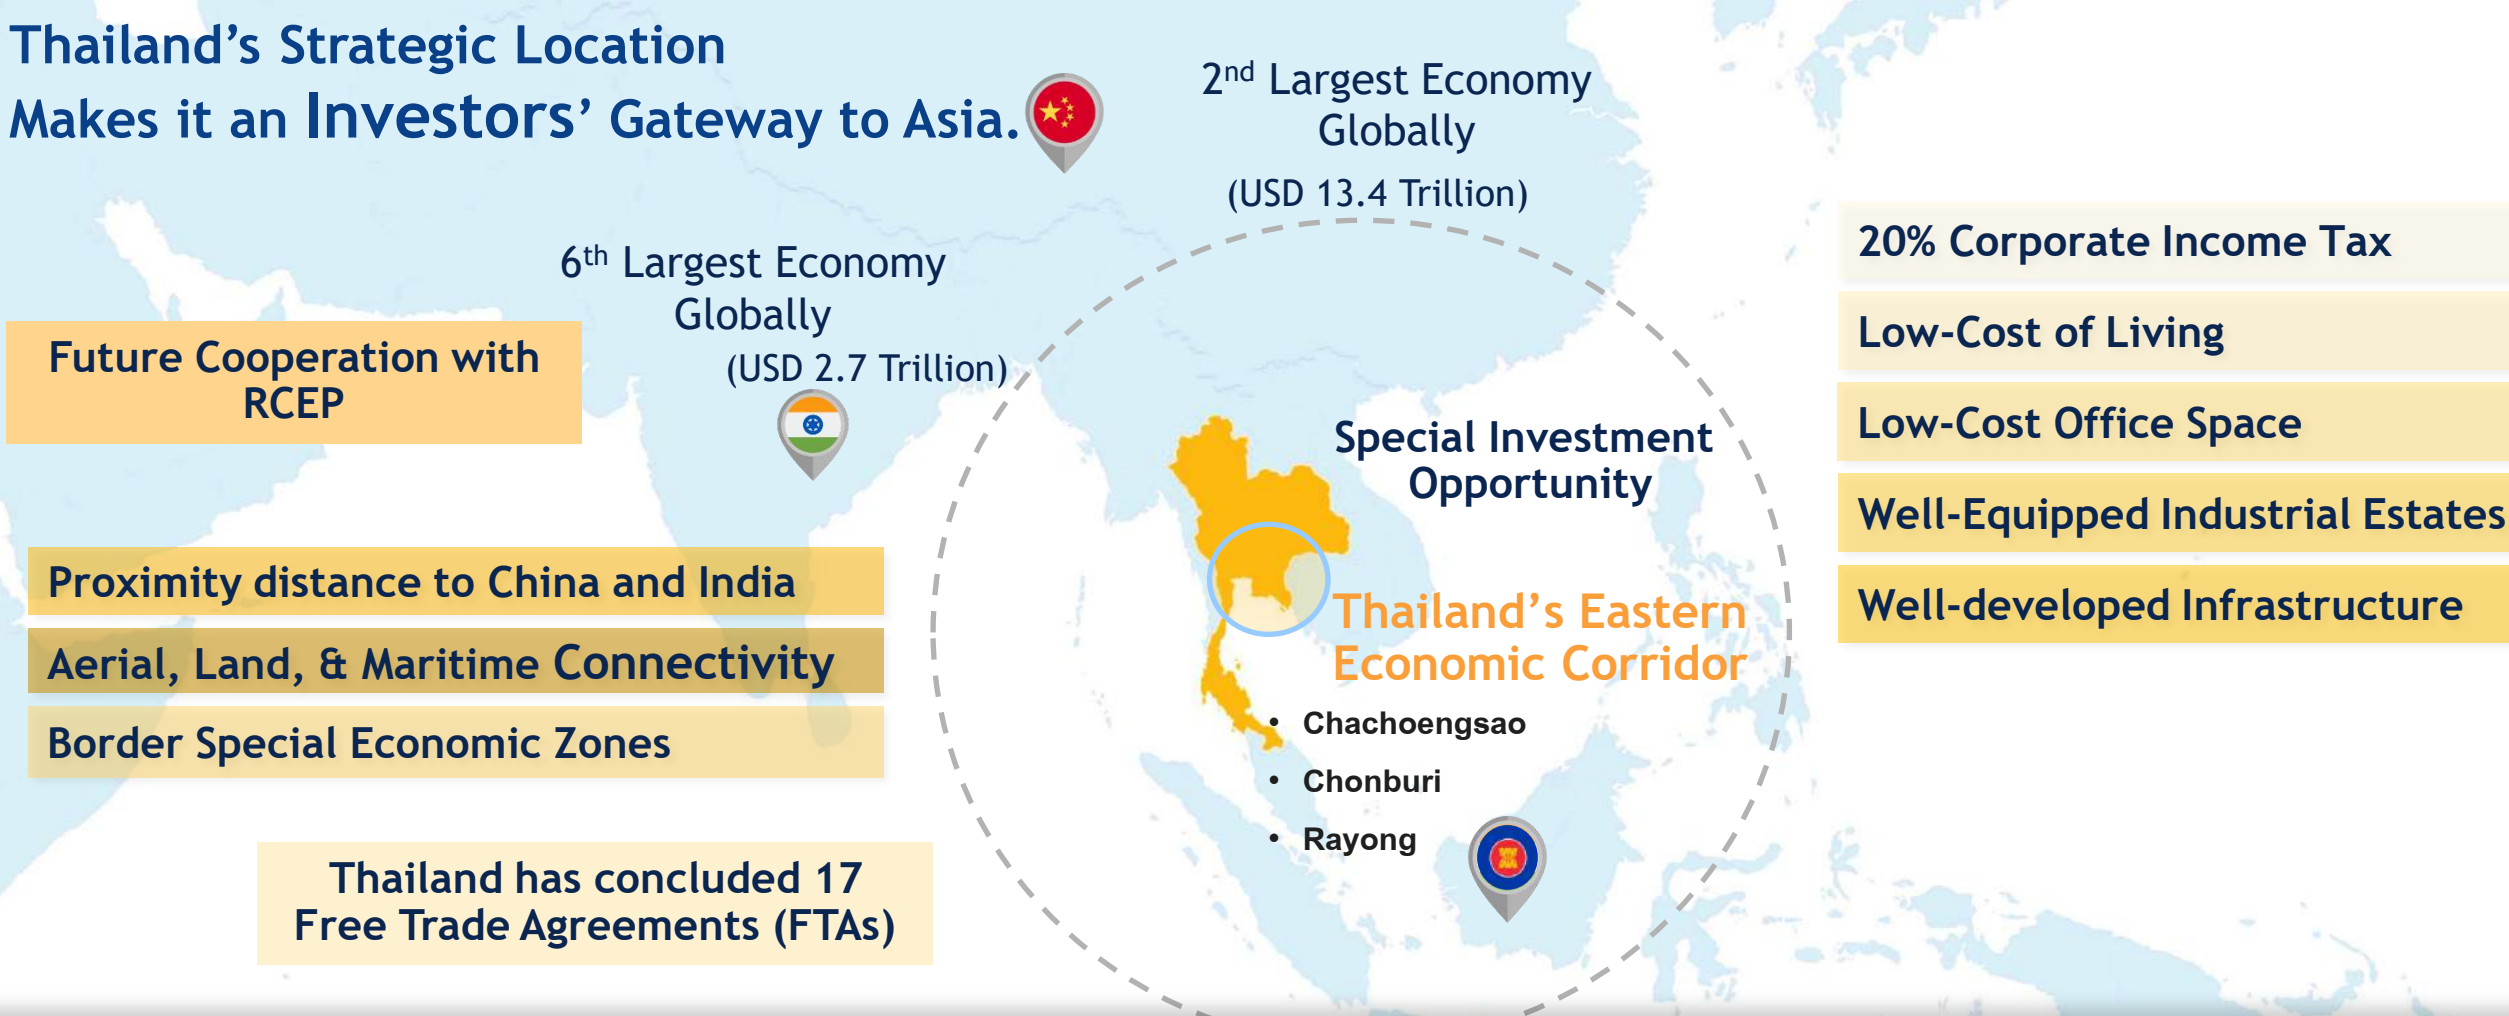 Thailand’s Strategic Location
Makes it an Investors’ Gateway to Asia.
2nd Largest Economy
Globally
(USD 13.4 Trillion)
6th Largest Economy
Globally
(USD 2.7 Trillion)
Future Cooperation with
RCEP
Proximity distance to China and India
Aerial, Land, & Maritime Connectivity
Border Special Economic Zones
Thailand has concluded 17
Free Trade Agreements (FTAs)
Special Investment
Opportunity
Thailand’s Eastern
Economic Corridor
• Chachoengsao
• Chonburi
• Rayong
20% Corporate Income Tax
Low-Cost of Living
Low-Cost Office Space
Well-Equipped Industrial Estates
Well-developed Infrastructure